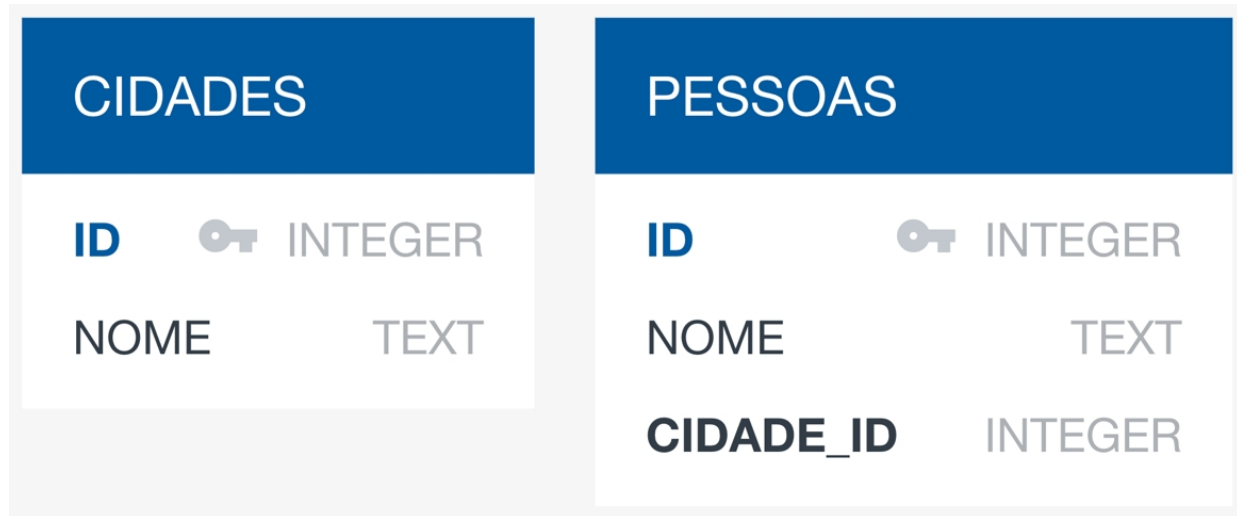 CIDADES
ID INTEGER
NOME TEXT
PESSOAS
ID INTEGER
NOME TEXT
CIDADE_ID INTEGER